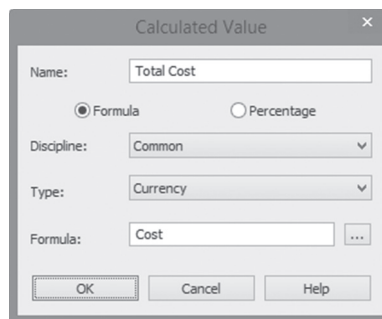 Calculated Value
Name: Total Cost
Formula Percentage
Discipline: Common
Type: Currency
Formula: Cost ...
OK Cancel Help